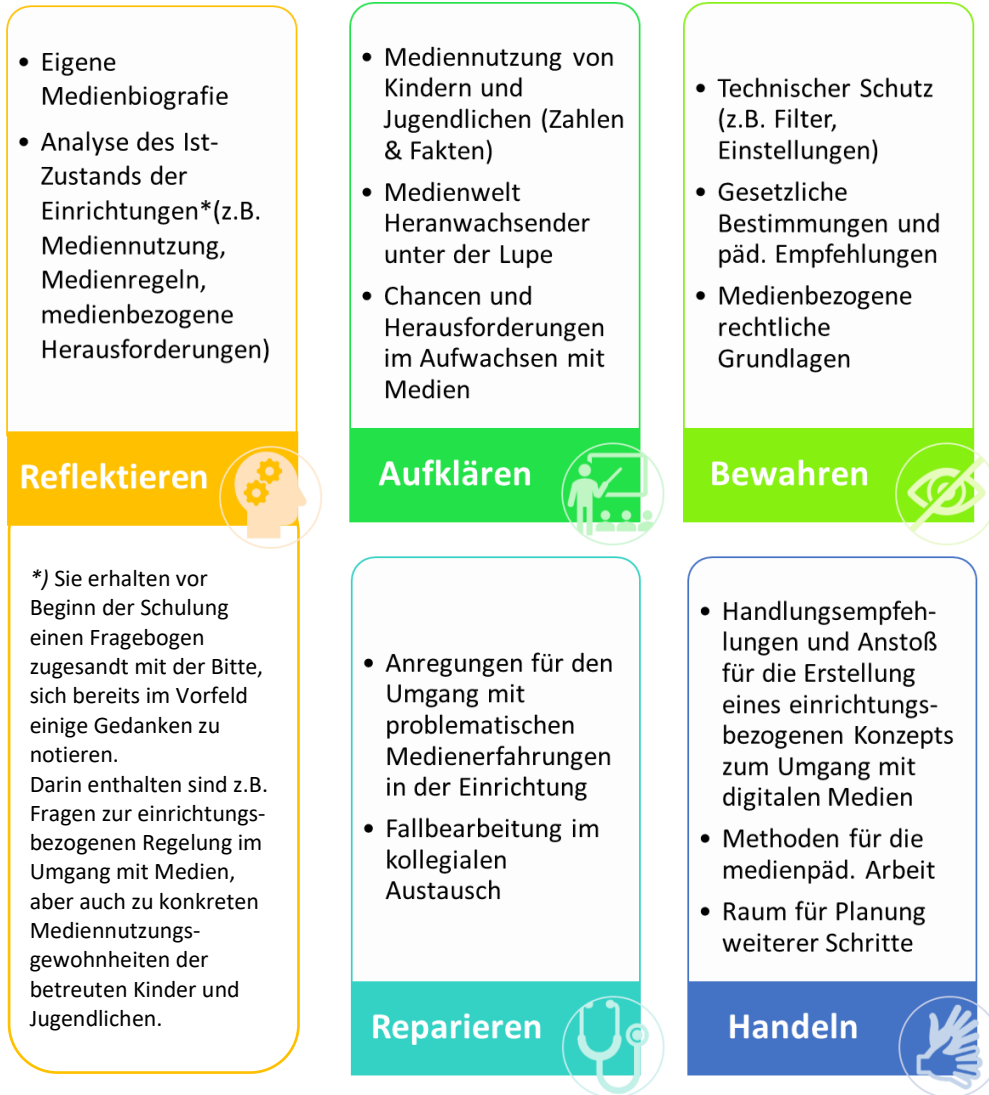 • Eigene
Medienbiografie
• Analyse des Ist-
Zustands der
Einrichtungen*(z.B.
Mediennutzung,
Medienregeln,
medienbezogene
Herausforderungen)
Reflektieren
*) Sie erhalten vor
Beginn der Schulung
einen Fragebogen
zugesandt mit der Bitte,
sich bereits im Vorfeld
einige Gedanken zu
notieren.
Darin enthalten sind z.B.
Fragen zur einrichtungs-
bezogenen Regelung im
Umgang mit Medien,
aber auch zu konkreten
Mediennutzungs-
gewohnheiten der
betreuten Kinder und
Jugendlichen.
• Mediennutzung von
Kindern und
Jugendlichen (Zahlen
& Fakten)
• Medienwelt
Heranwachsender
unter der Lupe
• Chancen und
Herausforderungen
im Aufwachsen mit
Medien
Aufklären
• Technischer Schutz
(z.B. Filter,
Einstellungen)
• Gesetzliche
Bestimmungen und
päd. Empfehlungen
• Medienbezogene
rechtliche
Grundlagen
Bewahren
• Anregungen für den
Umgang mit
problematischen
Medienerfahrungen
in der Einrichtung
• Fallbearbeitung im
kollegialen
Austausch
Reparieren
• Handlungsempfeh-
lungen und Anstoß
für die Erstellung
eines einrichtungs-
bezogenen Konzepts
zum Umgang mit
digitalen Medien
• Methoden für die
medienpäd. Arbeit
• Raum für Planung
weiterer Schritte
Handeln